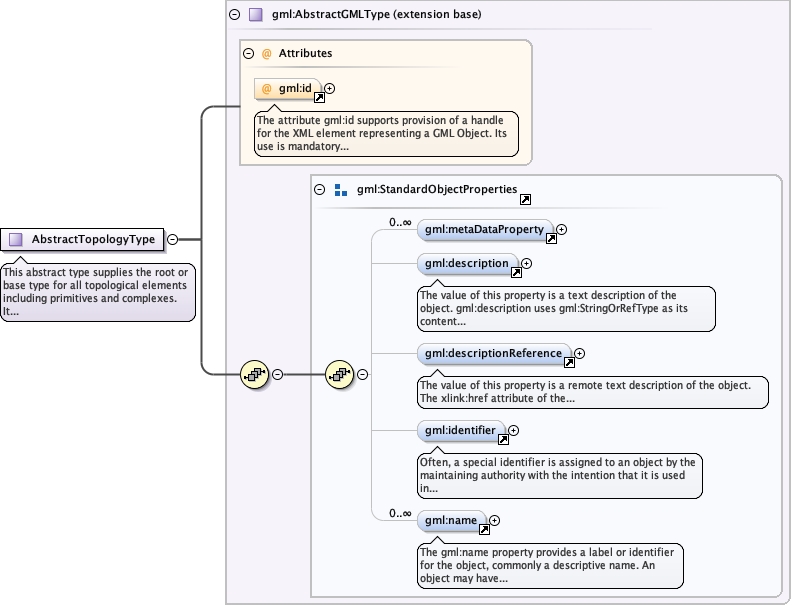 gml:AbstractGMLType (extension base)
@ Attributes
@ gml:id
The attribute gml:id supports provision of a handle
for the XML element representing a GML Object. Its
use is mandatory...
gml:StandardObjectProperties
0..∞
gml:metaDataProperty
AbstractTopologyType
This abstract type supplies the root or
base type for all topological elements
including primitives and complexes.
It...
gml:description
The value of this property is a text description of the
object. gml:description uses gml:StringOrRefType as its
content...
gml:descriptionReference
The value of this property is a remote text description of the object.
The xlink:href attribute of the...
gml:identifier
Often, a special identifier is assigned to an object by the
maintaining authority with the intention that it is used
in...
0..∞
gml:name
The gml:name property provides a label or identifier
for the object, commonly a descriptive name. An
object may have...